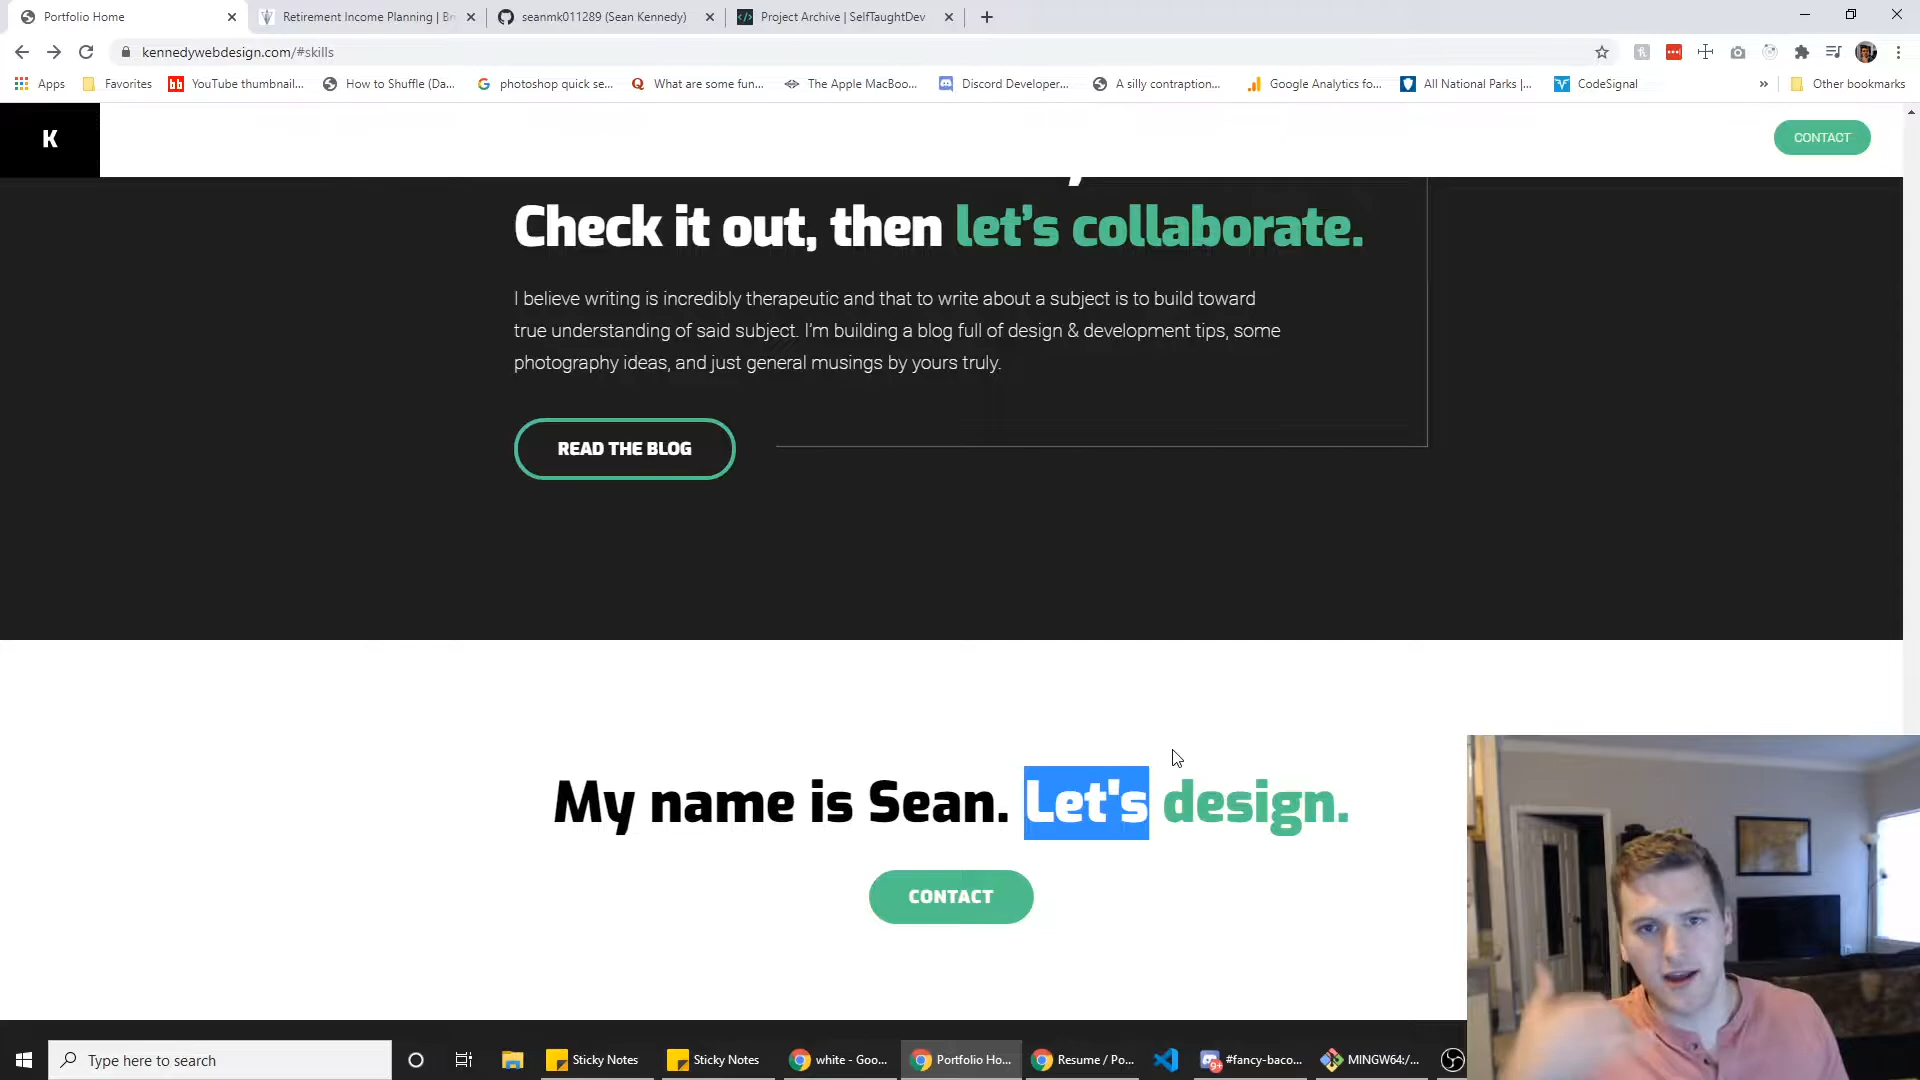 Portfolio Home
Retirement Income Planning | Br
seanmk011289 (Sean Kennedy)
Project Archive | SelfTaughtDev
kennedywebdesign.com/#skills
Apps
Favorites
YouTube thumbnail...
How to Shuffle (Da...
photoshop quick se...
What are some fun...
The Apple MacBoo...
Discord Developer...
A silly contraption...
Google Analytics fo...
All National Parks |...
CodeSignal
»
Other bookmarks
K
CONTACT
Check it out, then let’s collaborate.
I believe writing is incredibly therapeutic and that to write about a subject is to build toward
true understanding of said subject. I’m building a blog full of design & development tips, some
photography ideas, and just general musings by yours truly.
READ THE BLOG
My name is Sean. Let's design.
CONTACT
Type here to search
Sticky Notes
Sticky Notes
white - Goo...
Portfolio Ho...
Resume / Po...
#fancy-baco...
MINGW64:/...